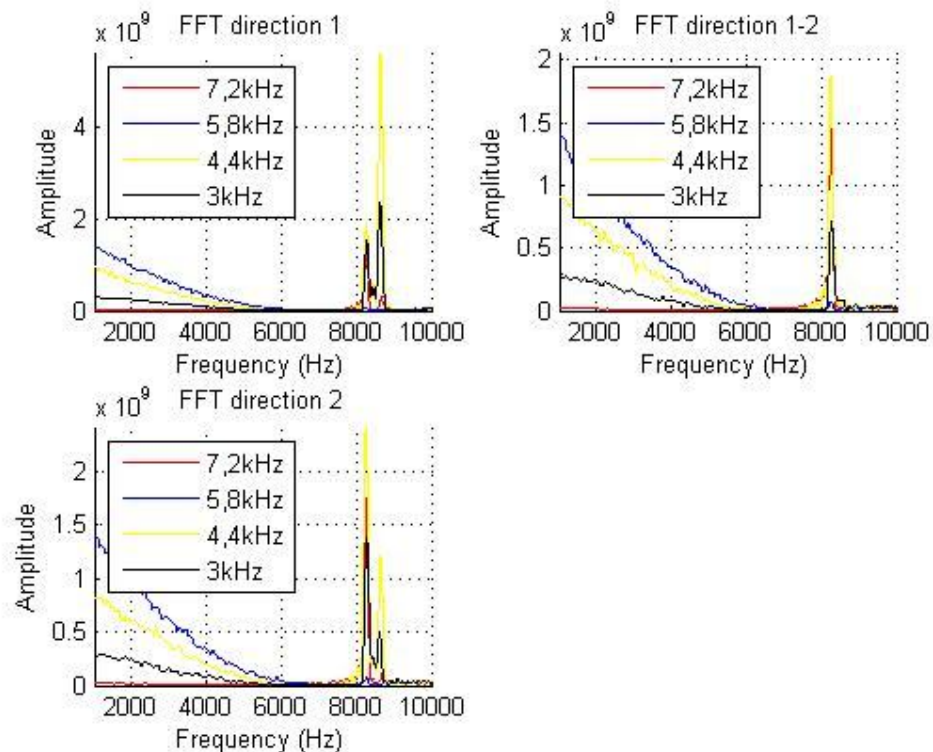 x 10^9 FFT direction 1
Amplitude
4
2
0
7,2kHz
5,8kHz
4,4kHz
3kHz
2000 4000 6000 8000 10000
Frequency (Hz)
x 10^9 FFT direction 1-2
Amplitude
2
1.5
1
0.5
0
7,2kHz
5,8kHz
4,4kHz
3kHz
2000 4000 6000 8000 10000
Frequency (Hz)
x 10^9 FFT direction 2
Amplitude
2
1.5
1
0.5
0
7,2kHz
5,8kHz
4,4kHz
3kHz
2000 4000 6000 8000 10000
Frequency (Hz)